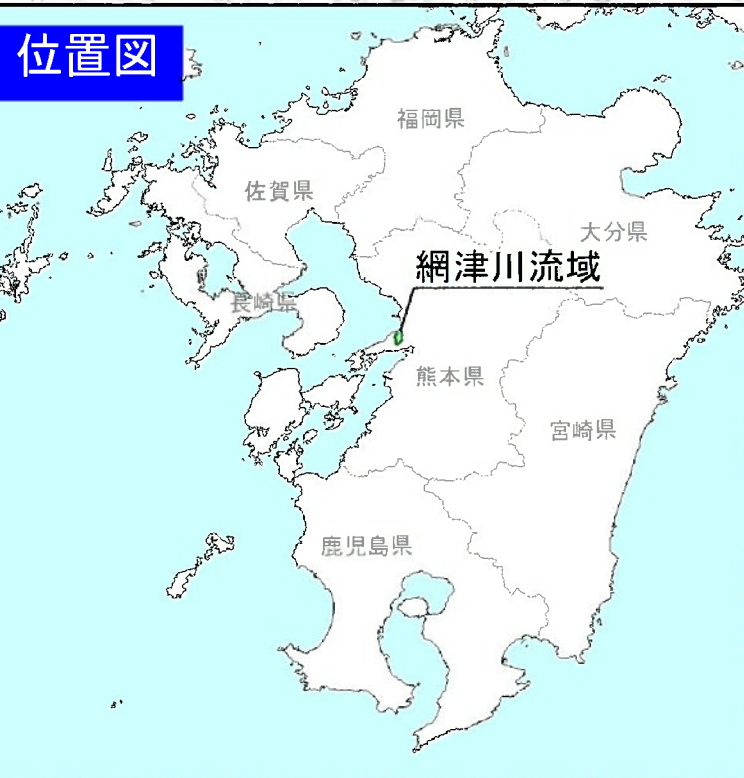 位置図
福岡県
佐賀県
大分県
網津川流域
長崎県
熊本県
宮崎県
鹿児島県